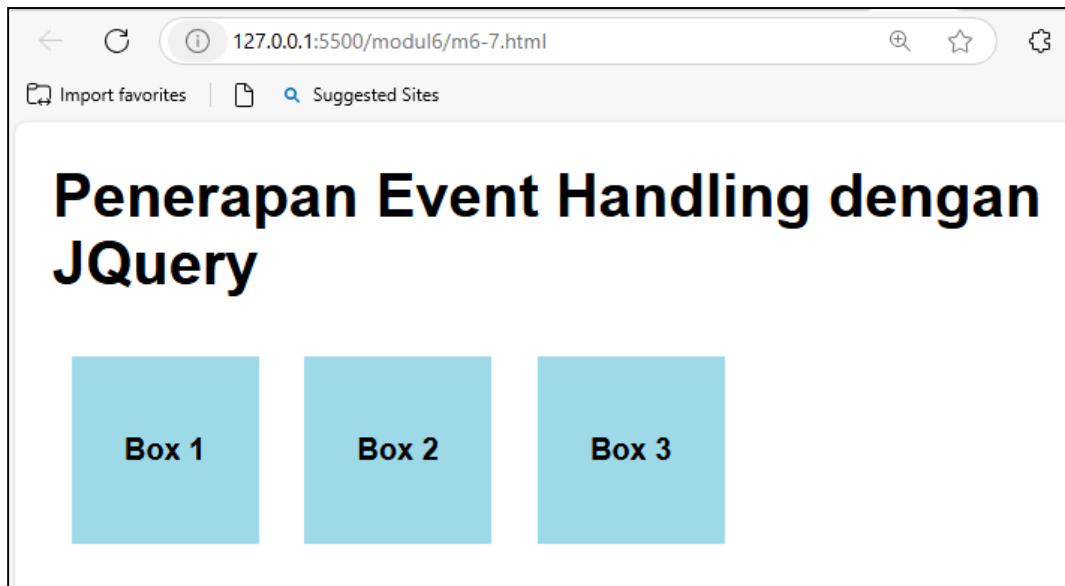 127.0.0.1:5500/modul6/m6-7.html
Import favorites Suggested Sites
Penerapan Event Handling dengan
JQuery
Box 1 Box 2 Box 3